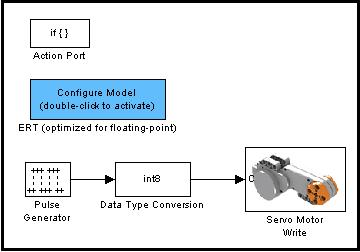 if { }
Action Port
Configure Model
(double-click to activate)
ERT (optimized for floating-point)
int8
Pulse
Generator
Data Type Conversion
Servo Motor
Write